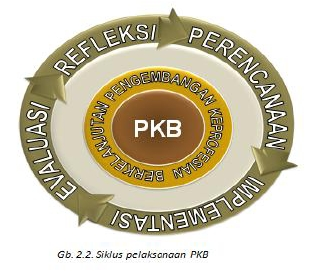 REFLEKSI
PERENCANAAN
IMPLEMENTASI
EVALUASI
PENGEMBANGAN KEPROFESIAN BERKELANJUTAN
PKB
Gb. 2.2. Siklus pelaksanaan PKB